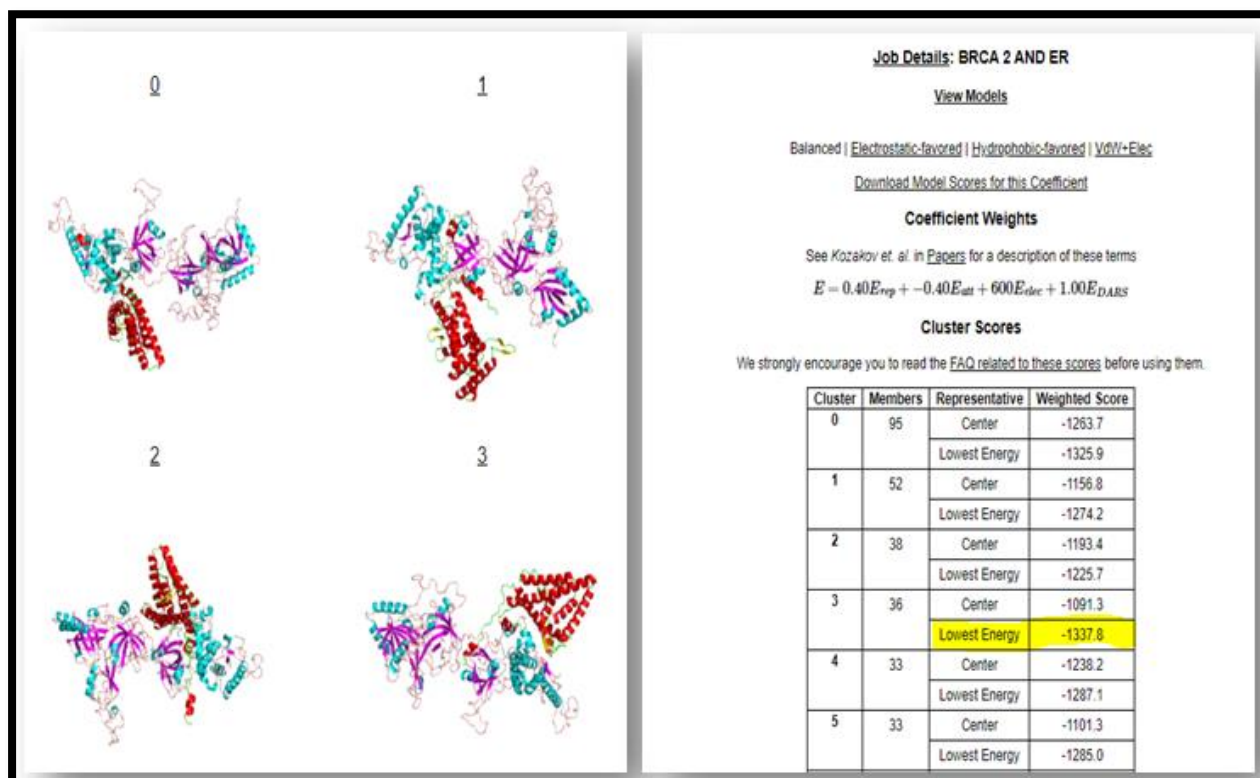 0
1
2
3
Job Details: BRCA 2 AND ER
View Models
Balanced | Electrostatic-favored | Hydrophobic-favored | VdW+Elec
Download Model Scores for this Coefficient
Coefficient Weights
See Kozakov et. al. in Papers for a description of these terms
E = 0.40E_rep + −0.40E_att + 600E_elec + 1.00E_DARS
Cluster Scores
We strongly encourage you to read the FAQ related to these scores before using them.
Cluster Members Representative Weighted Score
0 95 Center -1263.7
Lowest Energy -1325.9
1 52 Center -1156.8
Lowest Energy -1274.2
2 38 Center -1193.4
Lowest Energy -1225.7
3 36 Center -1091.3
Lowest Energy -1337.8
4 33 Center -1238.2
Lowest Energy -1287.1
5 33 Center -1101.3
Lowest Energy -1285.0